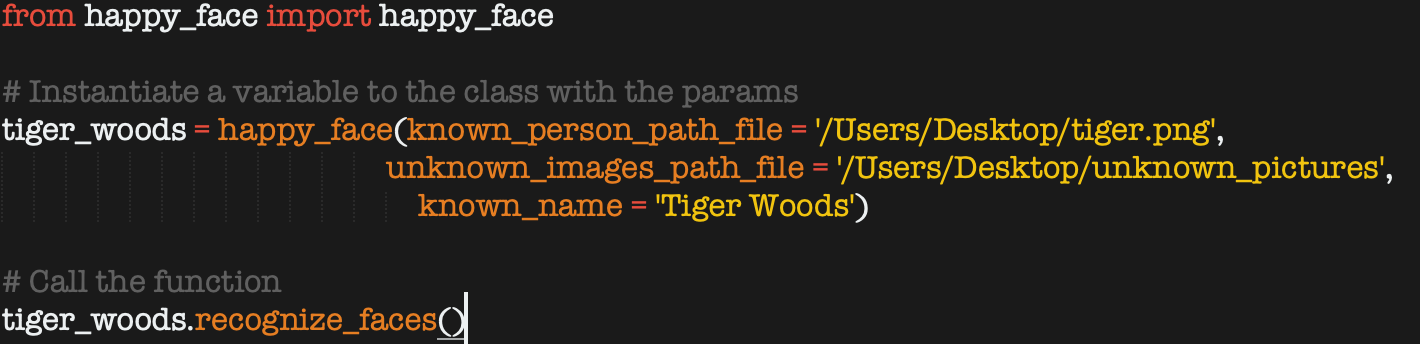 from happy_face import happy_face
# Instantiate a variable to the class with the params
tiger_woods = happy_face(known_person_path_file = '/Users/Desktop/tiger.png',
unknown_images_path_file = '/Users/Desktop/unknown_pictures',
known_name = 'Tiger Woods')
# Call the function
tiger_woods.recognize_faces()